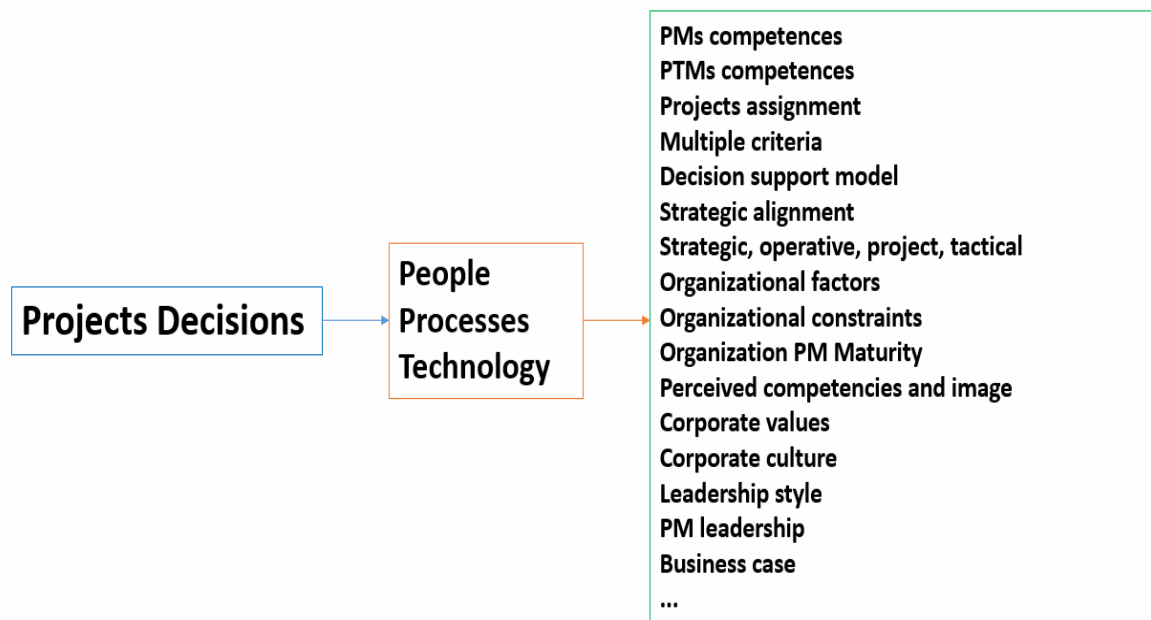 Projects Decisions
People
Processes
Technology
PMs competences
PTMs competences
Projects assignment
Multiple criteria
Decision support model
Strategic alignment
Strategic, operative, project, tactical
Organizational factors
Organizational constraints
Organization PM Maturity
Perceived competencies and image
Corporate values
Corporate culture
Leadership style
PM leadership
Business case
...